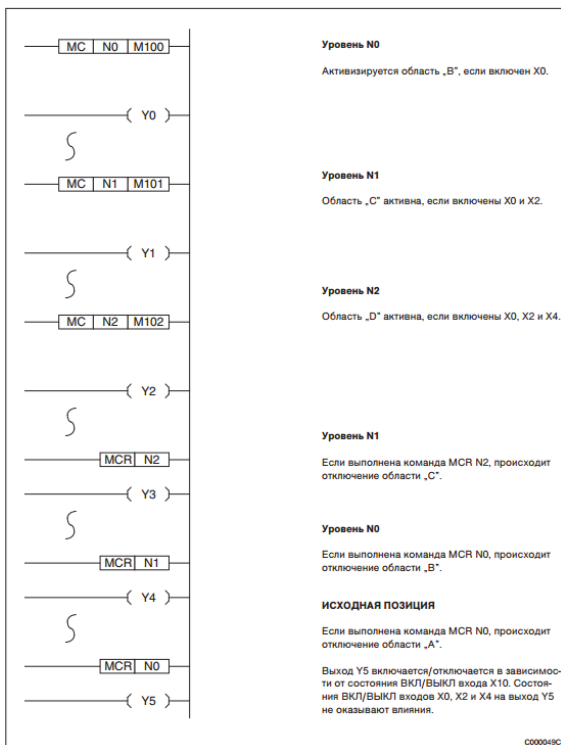 MC N0 M100
Уровень N0
Активизируется область „B", если включен X0.
Y0
MC N1 M101
Уровень N1
Область „C" активна, если включены X0 и X2.
Y1
Уровень N2
MC N2 M102
Область „D" активна, если включены X0, X2 и X4.
Y2
Уровень N1
MCR N2
Если выполнена команда MCR N2, происходит
отключение области „C".
Y3
Уровень N0
MCR N1
Если выполнена команда MCR N0, происходит
отключение области „B".
Y4
ИСХОДНАЯ ПОЗИЦИЯ
Если выполнена команда MCR N0, происходит
отключение области „A".
MCR N0
Выход Y5 включается/отключается в зависимос-
ти от состояния ВКЛ/ВЫКЛ входа X10. Состоя-
ния ВКЛ/ВЫКЛ входов X0, X2 и X4 на выход Y5
не оказывают влияния.
Y5
C000049C